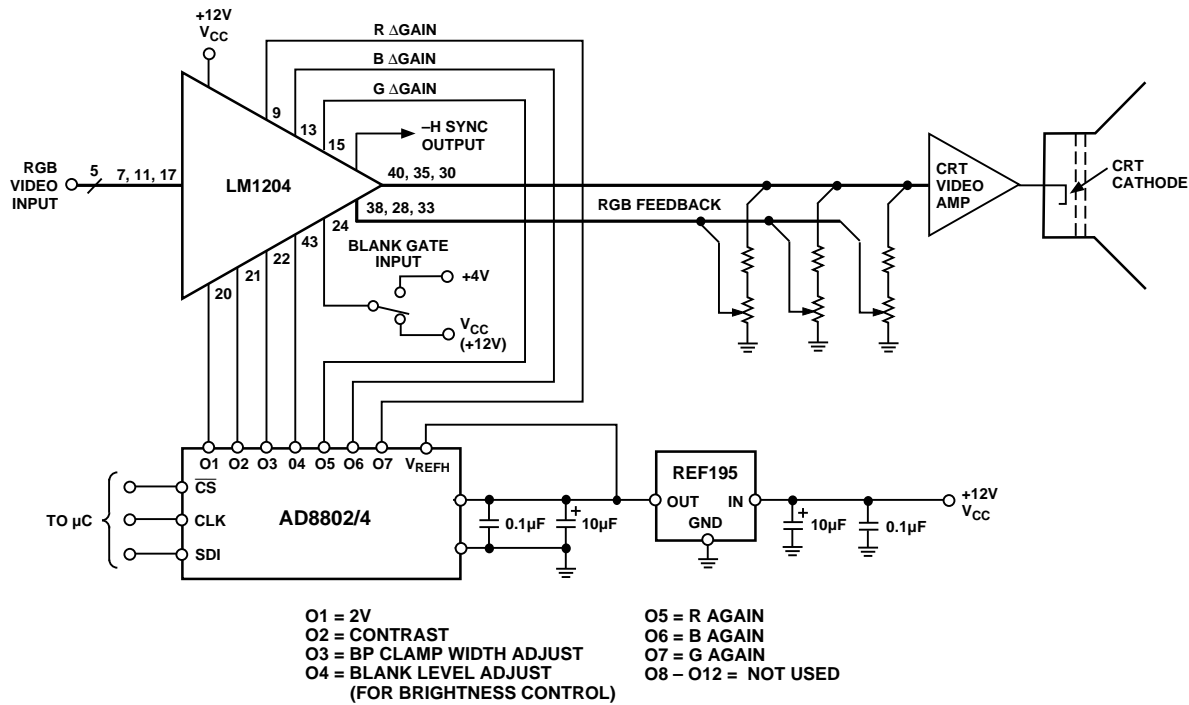 +12V
VCC
R ΔGAIN
B ΔGAIN
G ΔGAIN
9
13
15
–H SYNC
OUTPUT
RGB
VIDEO
INPUT
5
7, 11, 17
LM1204
40, 35, 30
38, 28, 33
RGB FEEDBACK
CRT
VIDEO
AMP
CRT
CATHODE
24
43
22
21
20
BLANK GATE
INPUT
+4V
VCC
(+12V)
O1
O2
O3
04
O5
O6
O7
VREFH
TO µC
CS
CLK
SDI
AD8802/4
0.1µF
+
10µF
REF195
OUT
IN
GND
+
10µF
0.1µF
+12V
VCC
O1 = 2V
O2 = CONTRAST
O3 = BP CLAMP WIDTH ADJUST
O4 = BLANK LEVEL ADJUST
(FOR BRIGHTNESS CONTROL)
O5 = R AGAIN
O6 = B AGAIN
O7 = G AGAIN
O8 – O12 = NOT USED